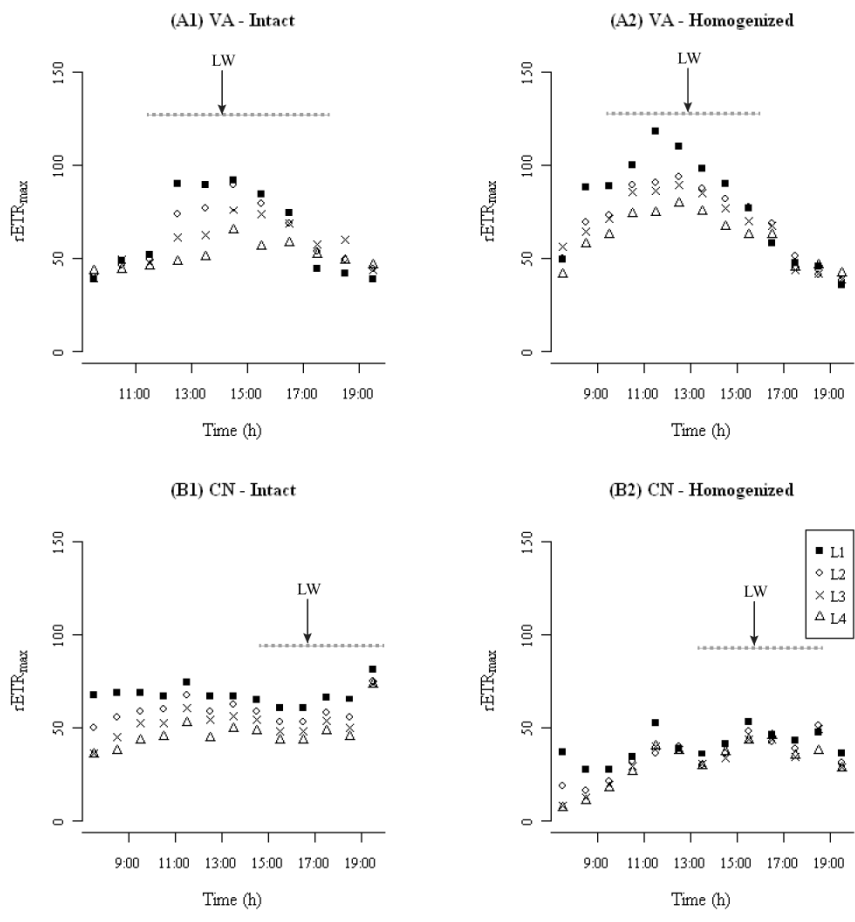 (A1) VA - Intact
LW
150
100
50
0
rETRmax
11:00 13:00 15:00 17:00 19:00
Time (h)
(A2) VA - Homogenized
LW
150
100
50
0
rETRmax
9:00 11:00 13:00 15:00 17:00 19:00
Time (h)
(B1) CN - Intact
LW
150
100
50
0
rETRmax
9:00 11:00 13:00 15:00 17:00 19:00
Time (h)
(B2) CN - Homogenized
L1
L2
L3
L4
LW
150
100
50
0
rETRmax
9:00 11:00 13:00 15:00 17:00 19:00
Time (h)